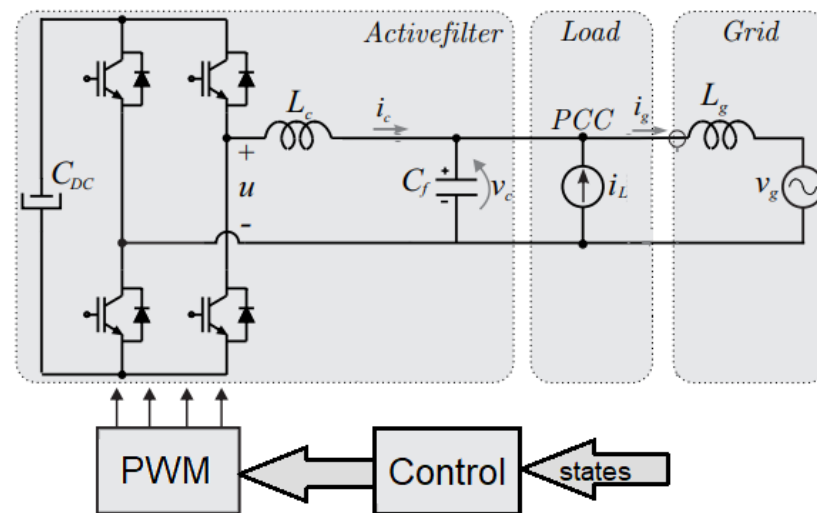 Activefilter
Load
Grid
L_c
i_c
PCC
i_g
L_g
C_DC
+
u
-
C_f
+
-
v_c
i_L
v_g
PWM
Control
states